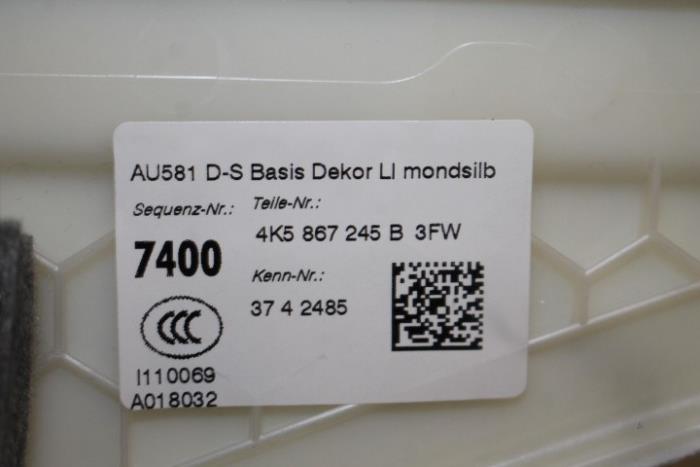 AU581 D-S Basis Dekor LI mondsilb
Sequenz-Nr.: Teile-Nr.:
7400 4K5 867 245 B 3FW
Kenn-Nr.:
37 4 2485
CCC
I110069
A018032